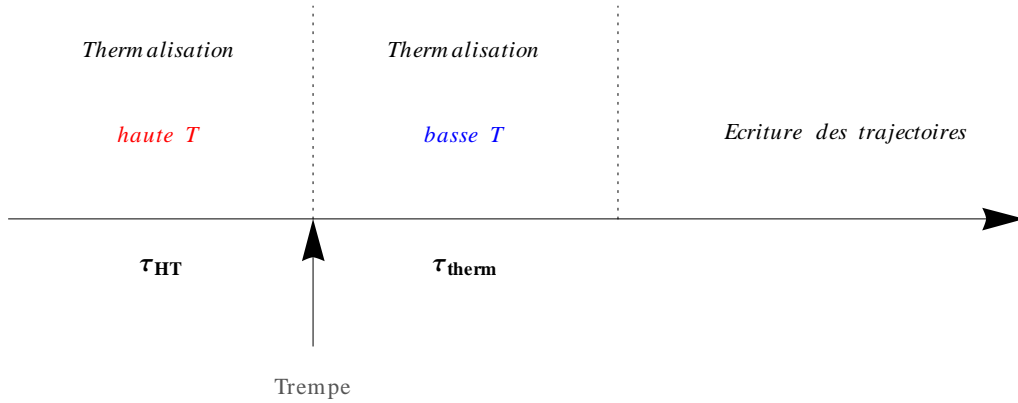 Thermalisation Thermalisation
haute T basse T Ecriture des trajectoires
τHT τtherm
Trempe